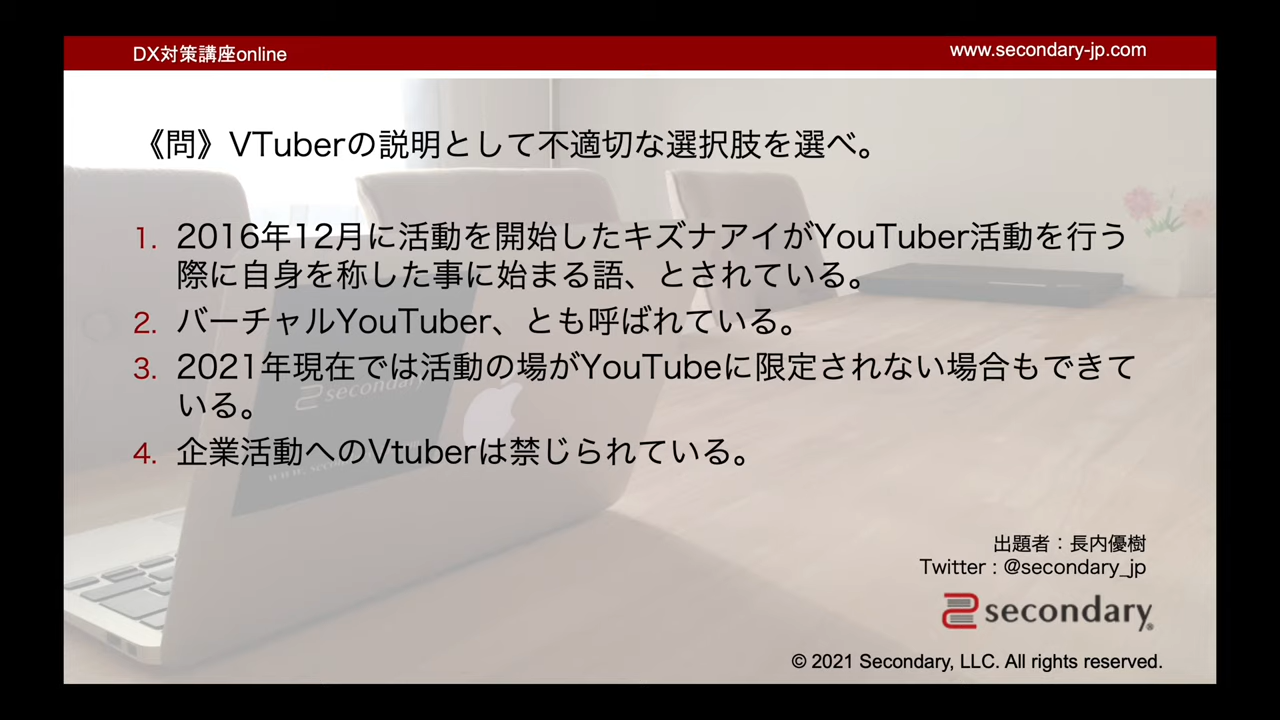 DX対策講座online
www.secondary-jp.com
《問》VTuberの説明として不適切な選択肢を選べ。
1. 2016年12月に活動を開始したキズナアイがYouTuber活動を行う
際に自身を称した事に始まる語、とされている。
2. バーチャルYouTuber、とも呼ばれている。
3. 2021年現在では活動の場がYouTubeに限定されない場合もできて
いる。
4. 企業活動へのVtuberは禁じられている。
secondary
出題者：長内優樹
Twitter : @secondary_jp
secondary®
© 2021 Secondary, LLC. All rights reserved.